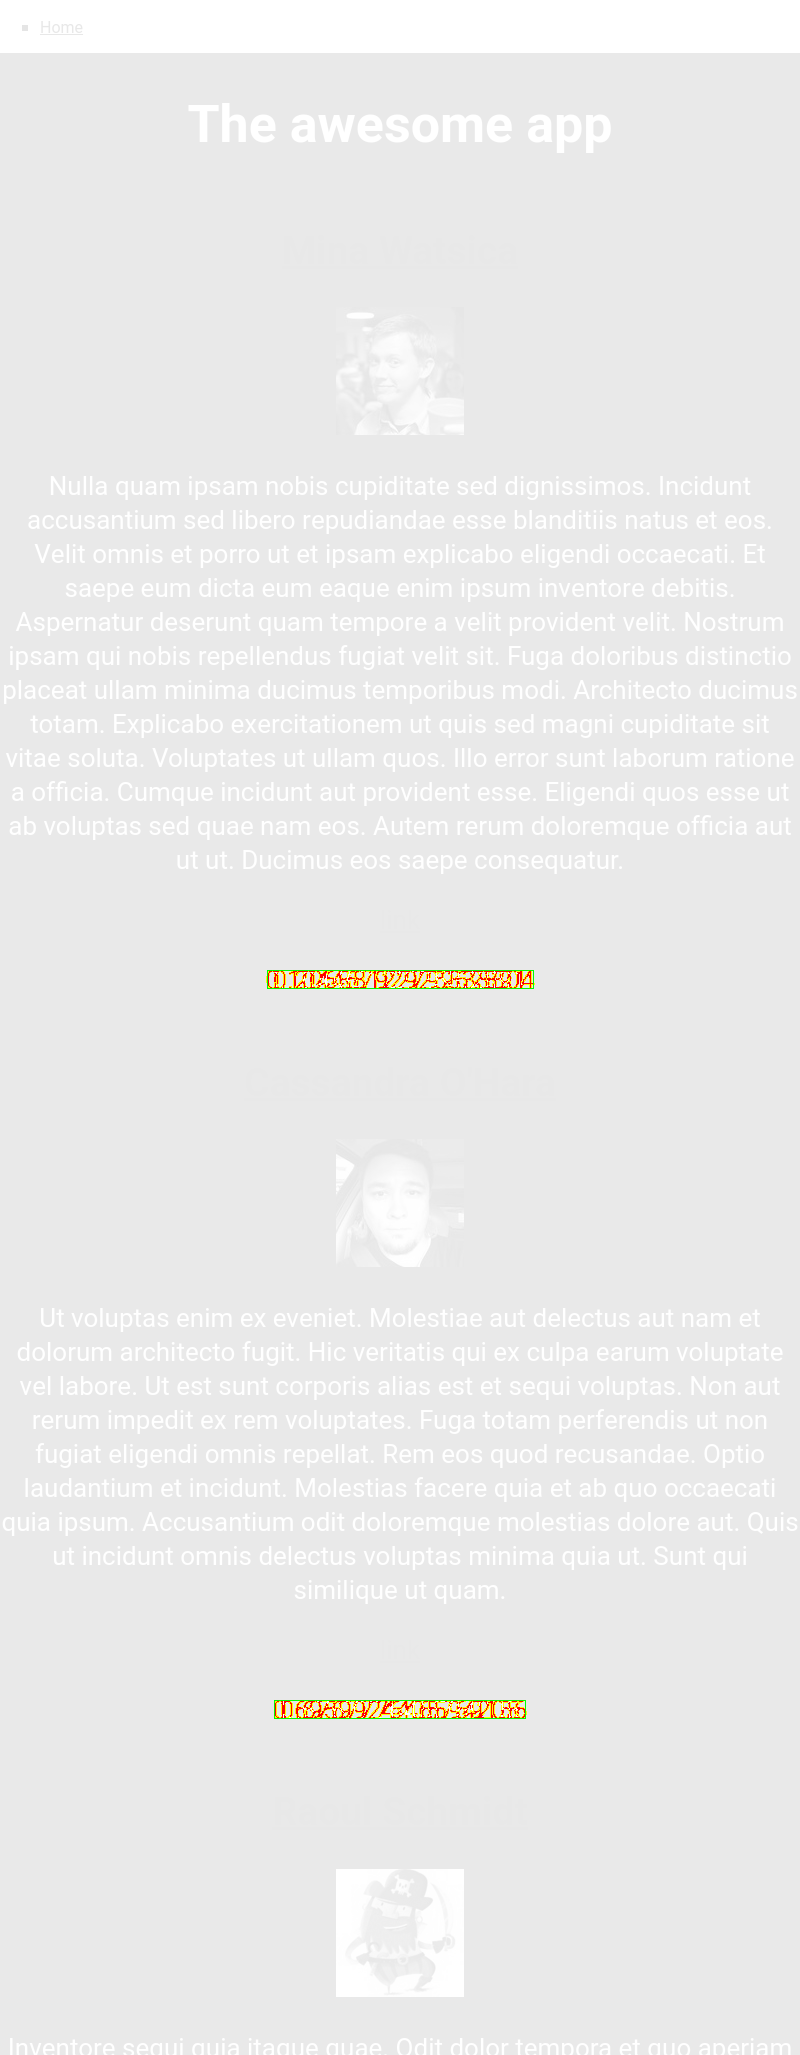 Home
The awesome app
Nulla quam ipsam nobis cupiditate sed dignissimos. Incidunt
accusantium sed libero repudiandae esse blanditiis natus et eos.
Velit omnis et porro ut et ipsam explicabo eligendi occaecati. Et
saepe eum dicta eum eaque enim ipsum inventore debitis.
Aspernatur deserunt quam tempore a velit provident velit. Nostrum
ipsam qui nobis repellendus fugiat velit sit. Fuga doloribus distinctio
placeat ullam minima ducimus temporibus modi. Architecto ducimus
totam. Explicabo exercitationem ut quis sed magni cupiditate sit
vitae soluta. Voluptates ut ullam quos. Illo error sunt laborum ratione
a officia. Cumque incidunt aut provident esse. Eligendi quos esse ut
ab voluptas sed quae nam eos. Autem rerum doloremque officia aut
ut ut. Ducimus eos saepe consequatur.
Ut voluptas enim ex eveniet. Molestiae aut delectus aut nam et
dolorum architecto fugit. Hic veritatis qui ex culpa earum voluptate
vel labore. Ut est sunt corporis alias est et sequi voluptas. Non aut
rerum impedit ex rem voluptates. Fuga totam perferendis ut non
fugiat eligendi omnis repellat. Rem eos quod recusandae. Optio
laudantium et incidunt. Molestias facere quia et ab quo occaecati
quia ipsum. Accusantium odit doloremque molestias dolore aut. Quis
ut incidunt omnis delectus voluptas minima quia ut. Sunt qui
similique ut quam.
Inventore sequi quia itaque quae. Odit dolor tempora et quo aperiam